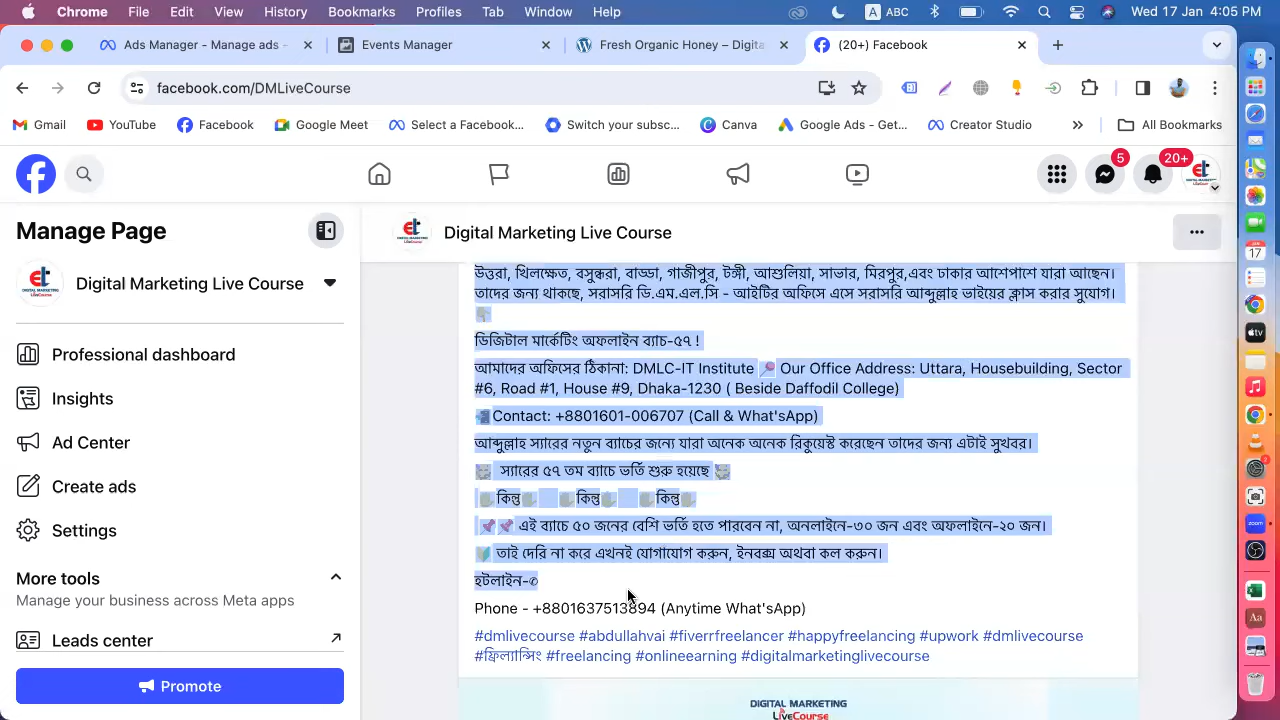 Chrome File Edit View History Bookmarks Profiles Tab Window Help A ABC Wed 17 Jan 4:05 PM
Ads Manager - Manage ads - Events Manager Fresh Organic Honey – Digita (20+) Facebook
facebook.com/DMLiveCourse
Gmail YouTube Facebook Google Meet Select a Facebook... Switch your subsc... Canva Google Ads - Get... Creator Studio » All Bookmarks
5 20+
Manage Page
Digital Marketing Live Course
Digital Marketing Live Course
Professional dashboard
Insights
Ad Center
Create ads
Settings
More tools
Manage your business across Meta apps
Leads center
Promote
উত্তরা, খিলক্ষেত, বসুন্ধরা, বাড্ডা, গাজীপুর, টঙ্গী, আশুলিয়া, সাভার, মিরপুর,এবং ঢাকার আশেপাশে যারা আছেন।
তাদের জন্য থাকছে, সরাসরি ডি.এম.এল.সি - আইটির অফিসে এসে সরাসরি আব্দুল্লাহ ভাইয়ের ক্লাস করার সুযোগ।
ডিজিটাল মার্কেটিং অফলাইন ব্যাচ-৫৭ !
আমাদের অফিসের ঠিকানা: DMLC-IT Institute 🔎 Our Office Address: Uttara, Housebuilding, Sector
#6, Road #1, House #9, Dhaka-1230 ( Beside Daffodil College)
Contact: +8801601-006707 (Call & What'sApp)
আব্দুল্লাহ স্যারের নতুন ব্যাচের জন্যে যারা অনেক অনেক রিকুয়েস্ট করেছেন তাদের জন্য এটাই সুখবর।
স্যারের ৫৭ তম ব্যাচে ভর্তি শুরু হয়েছে
কিন্তু কিন্তু কিন্তু
📌📌 এই ব্যাচে ৫০ জনের বেশি ভর্তি হতে পারবেন না, অনলাইনে-৩০ জন এবং অফলাইনে-২০ জন।
🔰 তাই দেরি না করে এখনই যোগাযোগ করুন, ইনবক্স অথবা কল করুন।
হটলাইন-✆
Phone - +8801637513894 (Anytime What'sApp)
#dmlivecourse #abdullahvai #fiverrfreelancer #happyfreelancing #upwork #dmlivecourse
#ফিল্যান্সিং #freelancing #onlineearning #digitalmarketinglivecourse
DIGITAL MARKETING
LiveCourse